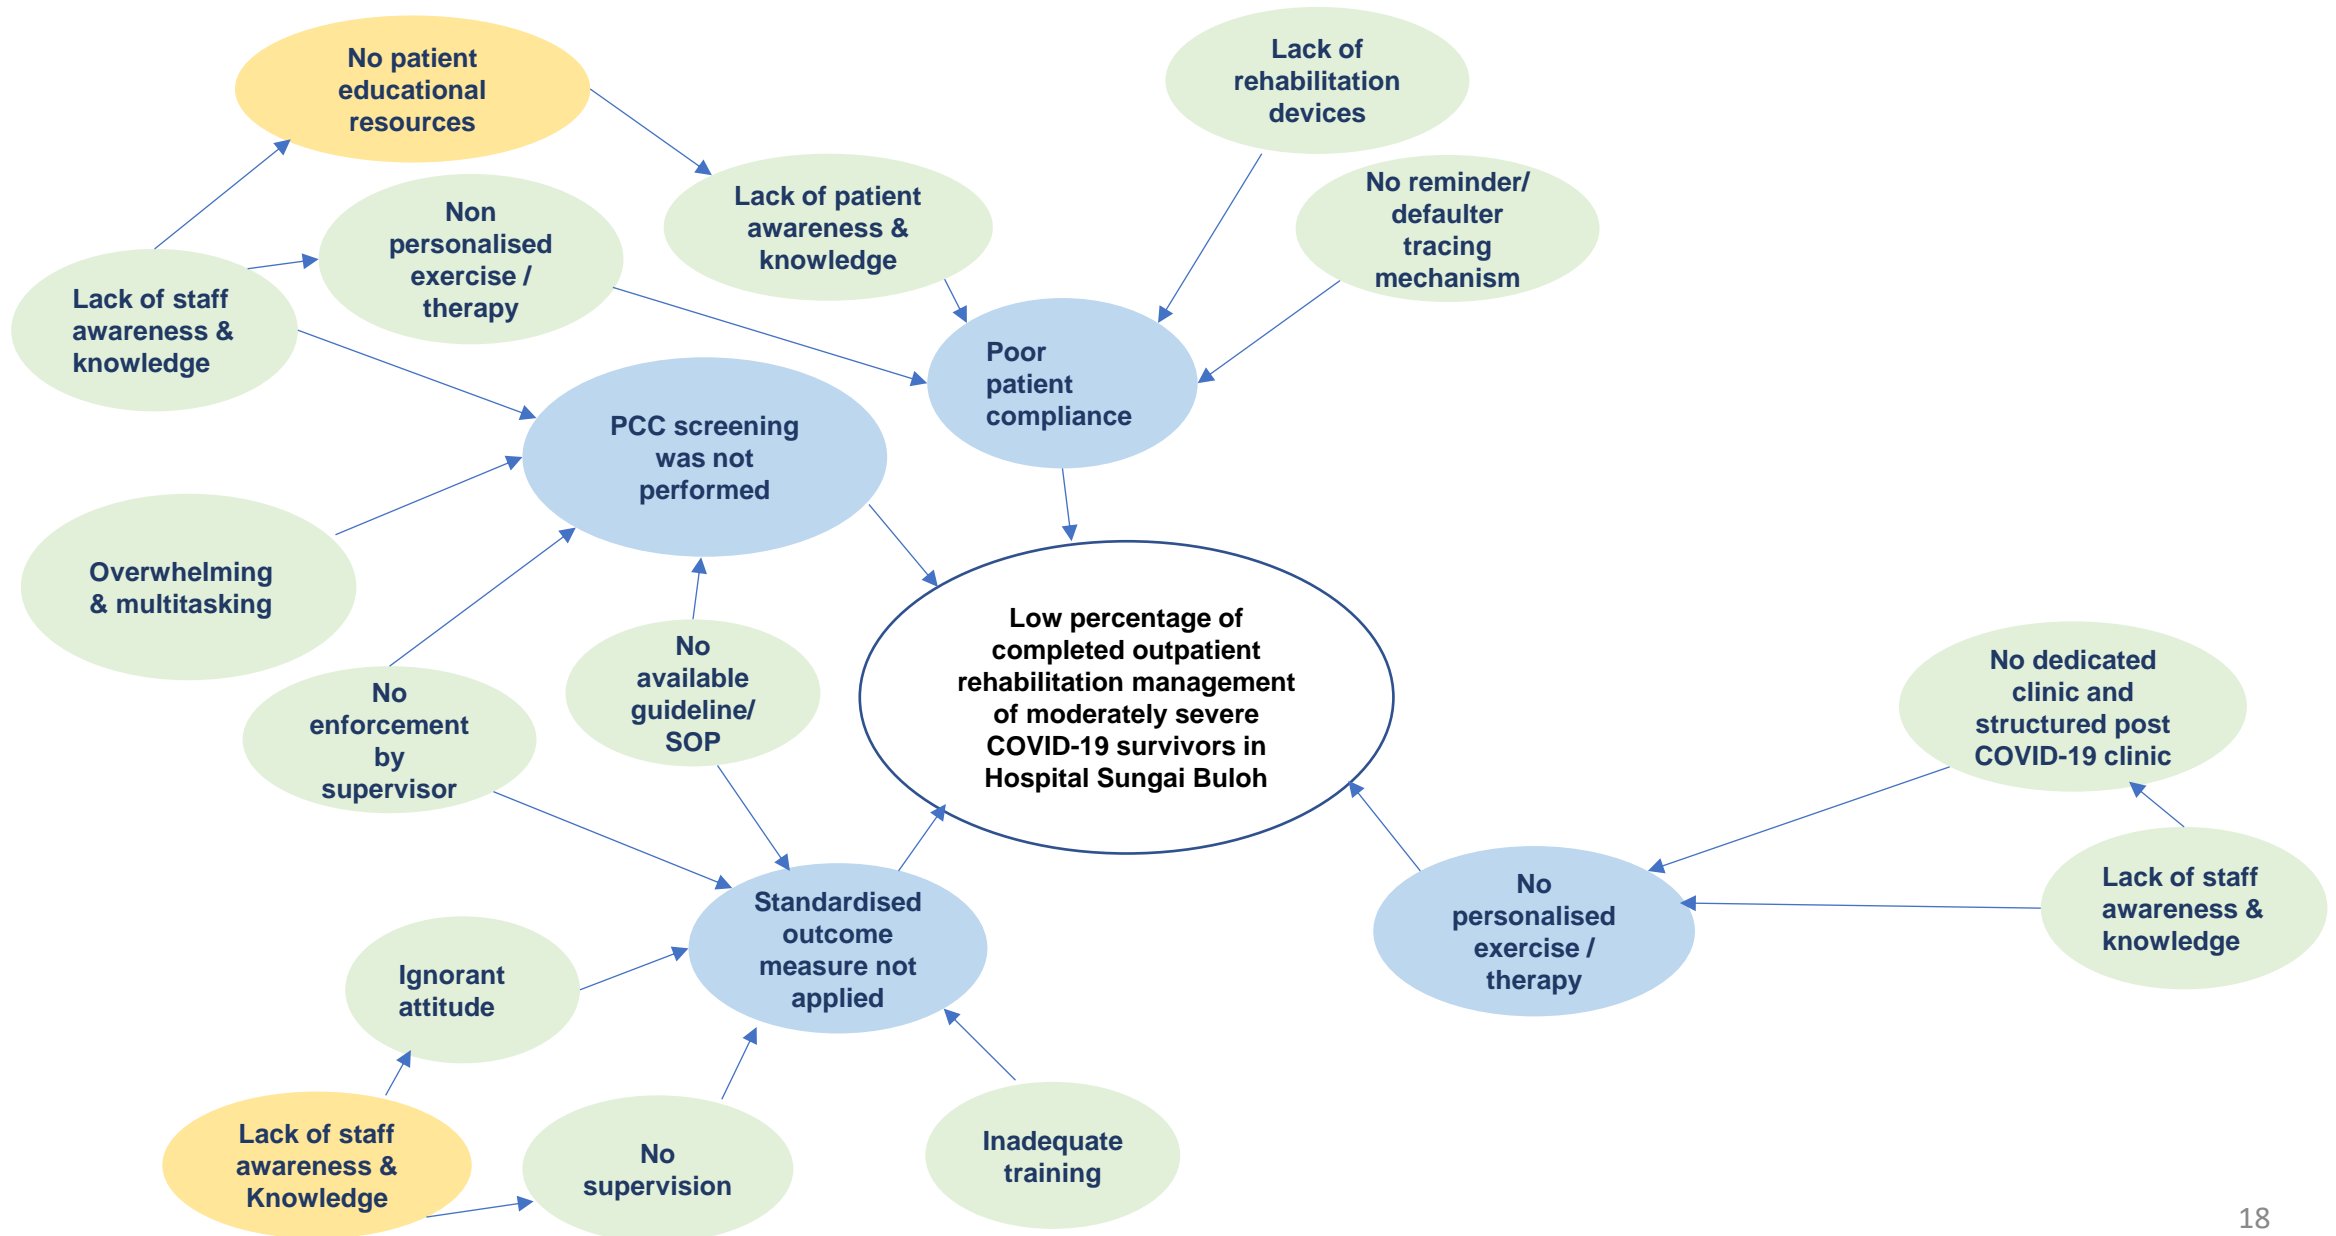 No patient
educational
resources
Lack of
rehabilitation
devices
Non
personalised
exercise /
therapy
Lack of patient
awareness &
knowledge
No reminder/
defaulter
tracing
mechanism
Lack of staff
awareness &
knowledge
Poor
patient
compliance
PCC screening
was not
performed
Overwhelming
& multitasking
No
enforcement
by
supervisor
No
available
guideline/
SOP
Low percentage of
completed outpatient
rehabilitation management
of moderately severe
COVID-19 survivors in
Hospital Sungai Buloh
No dedicated
clinic and
structured post
COVID-19 clinic
Standardised
outcome
measure not
applied
No
personalised
exercise /
therapy
Lack of staff
awareness &
knowledge
Ignorant
attitude
Lack of staff
awareness &
Knowledge
No
supervision
Inadequate
training
18